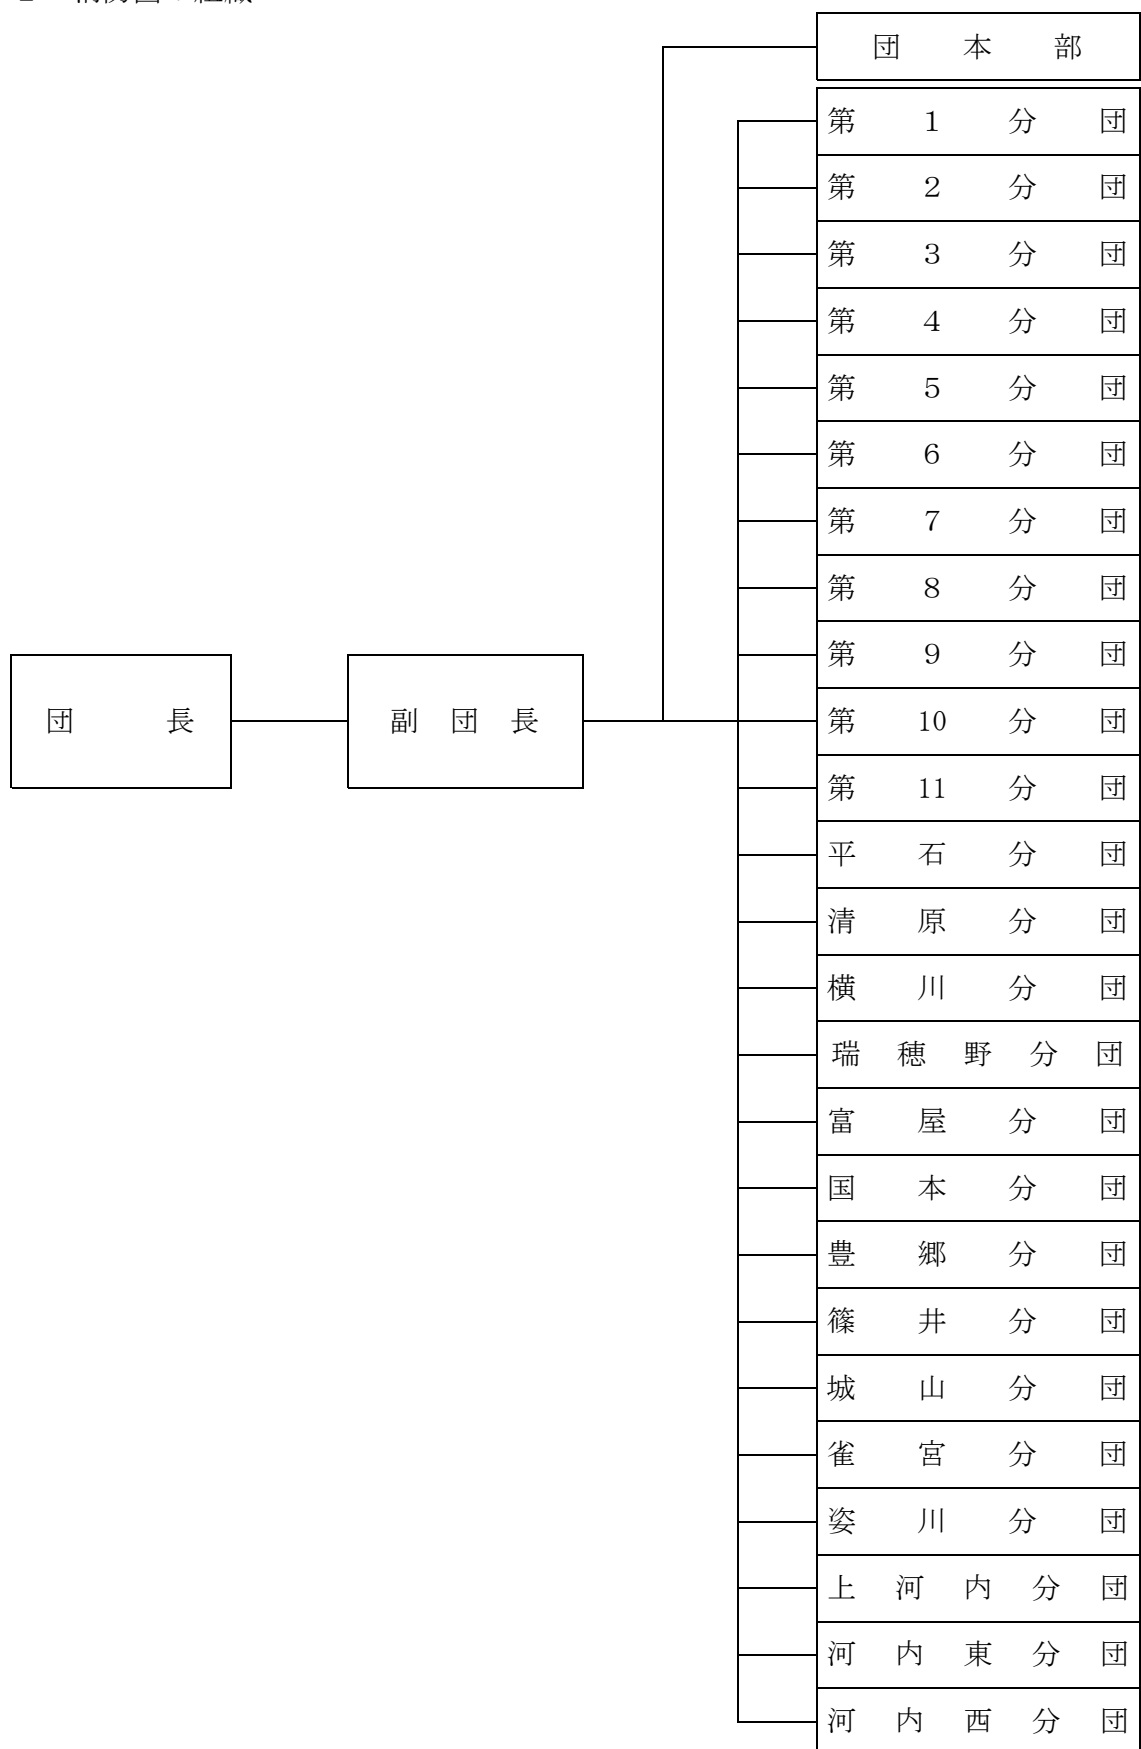 団本部
第1分団
第2分団
第3分団
第4分団
第5分団
第6分団
第7分団
第8分団
第9分団
団長
副団長
第10分団
第11分団
平石分団
清原分団
横川分団
瑞穂野分団
富屋分団
国本分団
豊郷分団
篠井分団
城山分団
雀宮分団
姿川分団
上河内分団
河内東分団
河内西分団